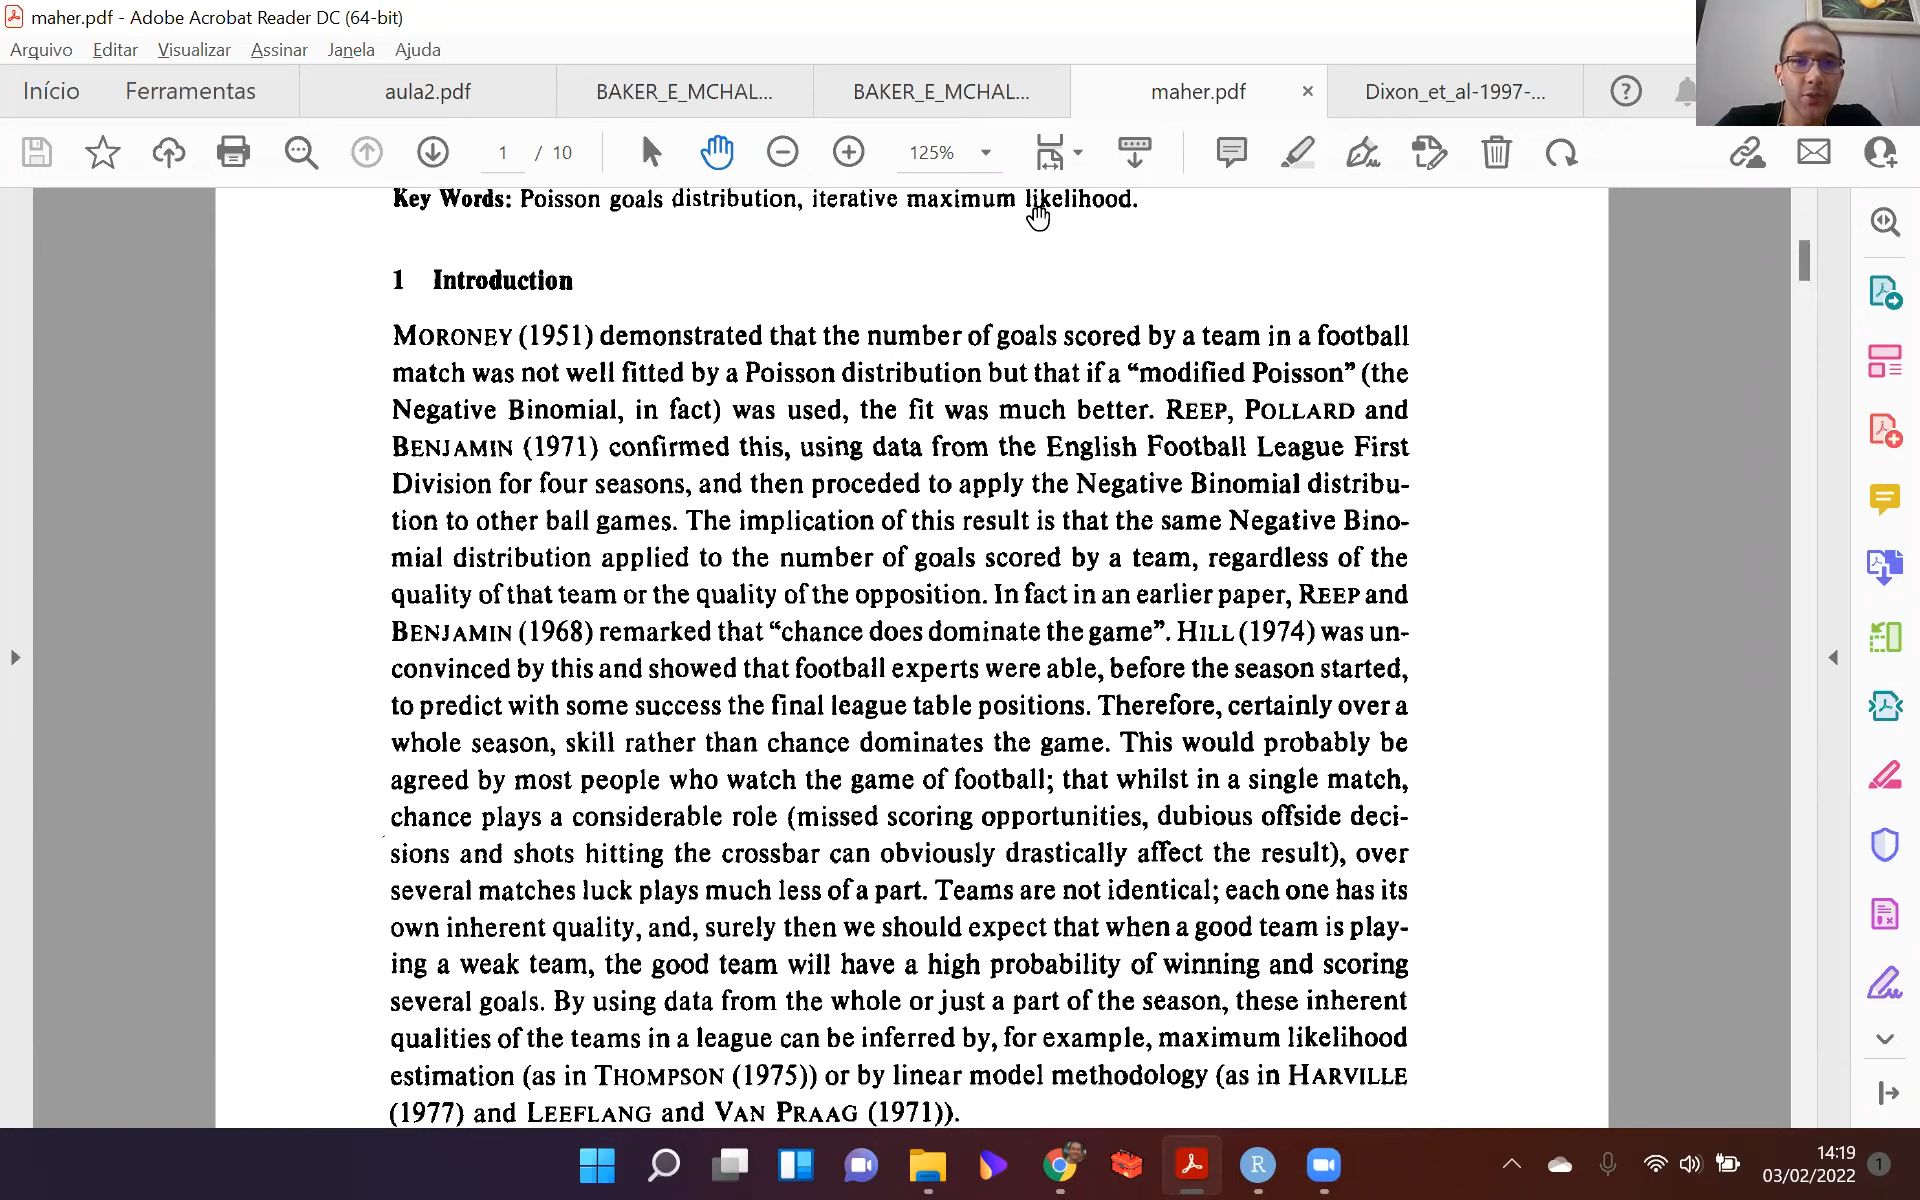 maher.pdf - Adobe Acrobat Reader DC (64-bit)
Arquivo Editar Visualizar Assinar Janela Ajuda
Início Ferramentas aula2.pdf BAKER_E_MCHAL... BAKER_E_MCHAL... maher.pdf × Dixon_et_al-1997-...
1 / 10 125%
Key Words: Poisson goals distribution, iterative maximum likelihood.
1 Introduction
MORONEY (1951) demonstrated that the number of goals scored by a team in a football
match was not well fitted by a Poisson distribution but that if a “modified Poisson” (the
Negative Binomial, in fact) was used, the fit was much better. REEP, POLLARD and
BENJAMIN (1971) confirmed this, using data from the English Football League First
Division for four seasons, and then proceded to apply the Negative Binomial distribu-
tion to other ball games. The implication of this result is that the same Negative Bino-
mial distribution applied to the number of goals scored by a team, regardless of the
quality of that team or the quality of the opposition. In fact in an earlier paper, REEP and
BENJAMIN (1968) remarked that “chance does dominate the game”. HILL (1974) was un-
convinced by this and showed that football experts were able, before the season started,
to predict with some success the final league table positions. Therefore, certainly over a
whole season, skill rather than chance dominates the game. This would probably be
agreed by most people who watch the game of football; that whilst in a single match,
chance plays a considerable role (missed scoring opportunities, dubious offside deci-
sions and shots hitting the crossbar can obviously drastically affect the result), over
several matches luck plays much less of a part. Teams are not identical; each one has its
own inherent quality, and, surely then we should expect that when a good team is play-
ing a weak team, the good team will have a high probability of winning and scoring
several goals. By using data from the whole or just a part of the season, these inherent
qualities of the teams in a league can be inferred by, for example, maximum likelihood
estimation (as in THOMPSON (1975)) or by linear model methodology (as in HARVILLE
(1977) and LEEFLANG and VAN PRAAG (1971)).
14:19
03/02/2022
1